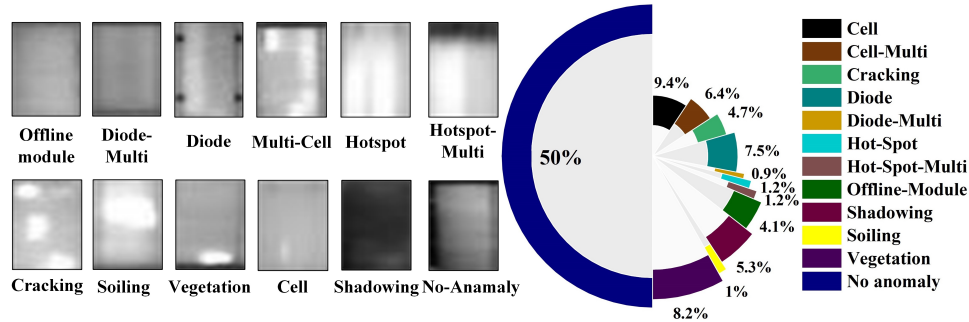 Offline
module
Diode-
Multi
Diode
Multi-Cell
Hotspot
Hotspot-
Multi
Cracking
Soiling
Vegetation
Cell
Shadowing
No-Anamaly
50%
9.4%
6.4%
4.7%
7.5%
0.9%
1.2%
1.2%
4.1%
5.3%
1%
8.2%
Cell
Cell-Multi
Cracking
Diode
Diode-Multi
Hot-Spot
Hot-Spot-Multi
Offline-Module
Shadowing
Soiling
Vegetation
No anomaly